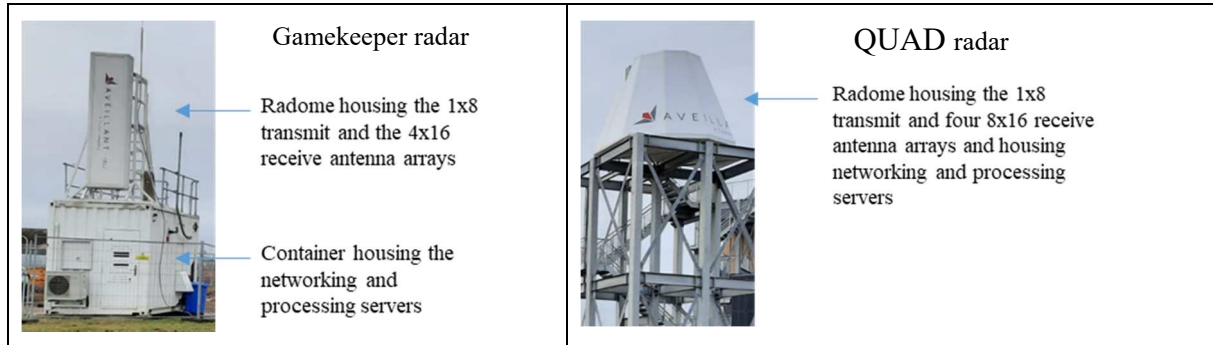 Gamekeeper radar
Radome housing the 1x8
transmit and the 4x16
receive antenna arrays
Container housing the
networking and
processing servers
AVEILLANT
QUAD radar
Radome housing the 1x8
transmit and four 8x16 receive
antenna arrays and housing
networking and processing
servers
AVEILLA